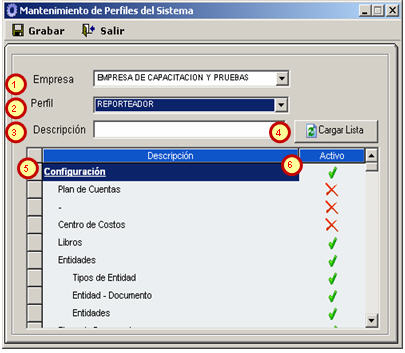 Mantenimiento de Perfiles del Sistema
Grabar Salir
1 Empresa EMPRESA DE CAPACITACION Y PRUEBAS
2 Perfil REPORTEADOR
3 Descripción 4 Cargar Lista
Descripción 6 Activo
5 Configuración
Plan de Cuentas
-
Centro de Costos
Libros
Entidades
Tipos de Entidad
Entidad - Documento
Entidades